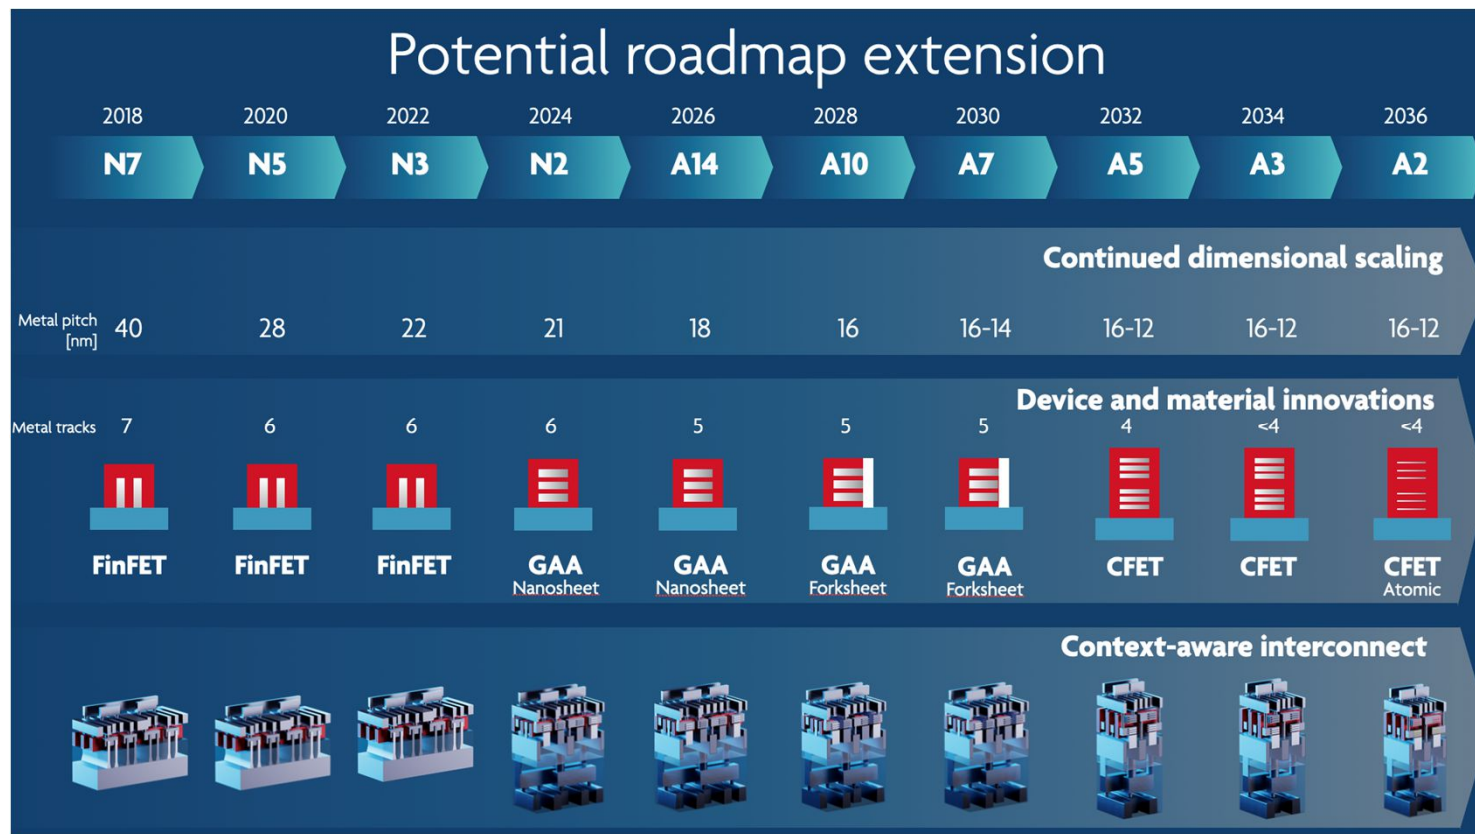 Potential roadmap extension
2018 2020 2022 2024 2026 2028 2030 2032 2034 2036
N7 N5 N3 N2 A14 A10 A7 A5 A3 A2
Continued dimensional scaling
Metal pitch
[nm]
40 28 22 21 18 16 16-14 16-12 16-12 16-12
Device and material innovations
Metal tracks 7 6 6 6 5 5 5 4 <4 <4
FinFET FinFET FinFET GAA GAA GAA GAA CFET CFET CFET
Nanosheet Nanosheet Forksheet Forksheet Atomic
Context-aware interconnect